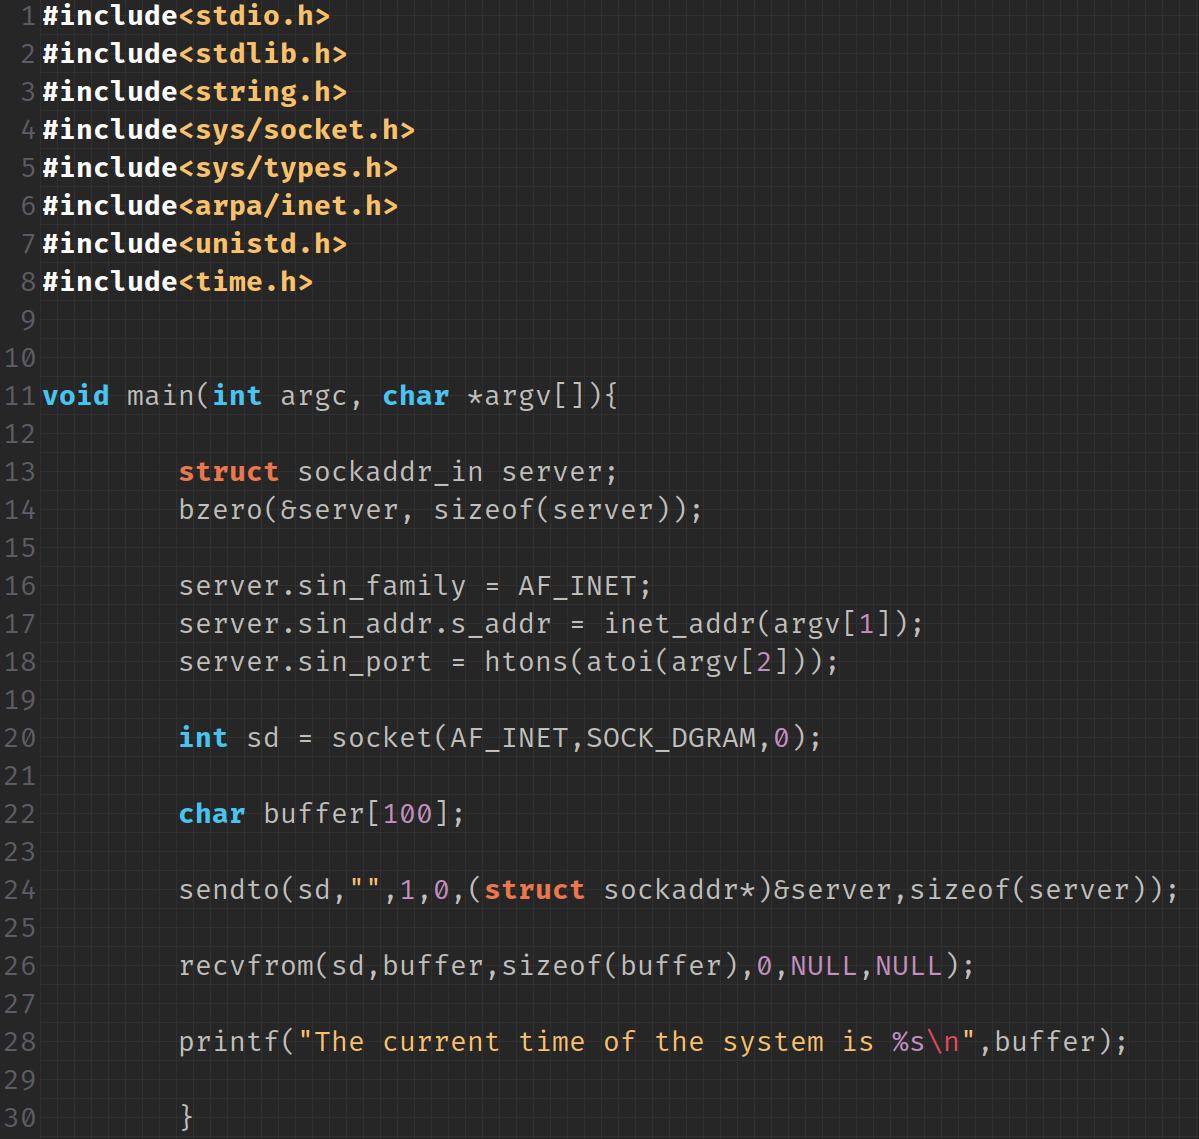 1 #include<stdio.h>
2 #include<stdlib.h>
3 #include<string.h>
4 #include<sys/socket.h>
5 #include<sys/types.h>
6 #include<arpa/inet.h>
7 #include<unistd.h>
8 #include<time.h>
9
10
11 void main(int argc, char *argv[]){
12
13         struct sockaddr_in server;
14         bzero(&server, sizeof(server));
15
16         server.sin_family = AF_INET;
17         server.sin_addr.s_addr = inet_addr(argv[1]);
18         server.sin_port = htons(atoi(argv[2]));
19
20         int sd = socket(AF_INET,SOCK_DGRAM,0);
21
22         char buffer[100];
23
24         sendto(sd,"",1,0,(struct sockaddr*)&server,sizeof(server));
25
26         recvfrom(sd,buffer,sizeof(buffer),0,NULL,NULL);
27
28         printf("The current time of the system is %s\n",buffer);
29
30         }